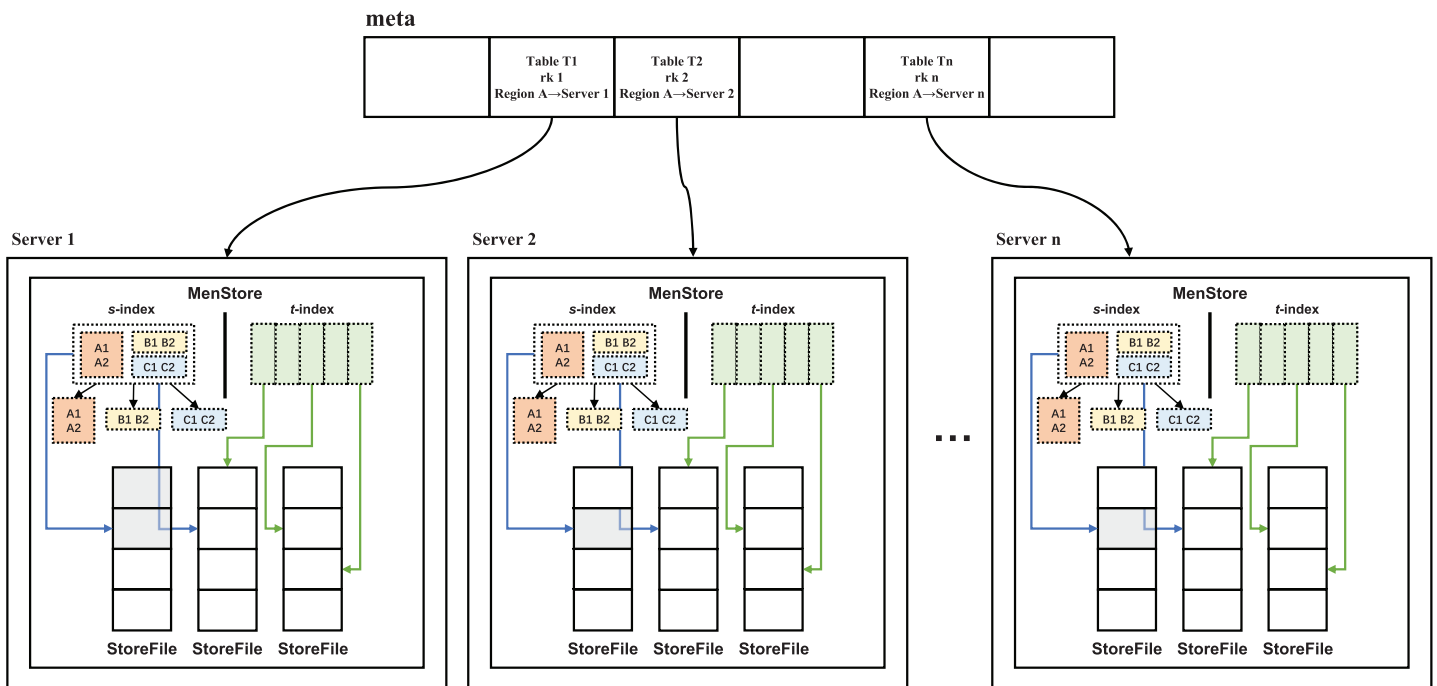 meta
Table T1
rk 1
Region A→Server 1
Table T2
rk 2
Region A→Server 2
Table Tn
rk n
Region A→Server n
Server 1
MenStore
s-index
t-index
A1
A2
B1 B2
C1 C2
A1
A2
B1 B2
C1 C2
StoreFile StoreFile StoreFile
Server 2
MenStore
s-index
t-index
A1
A2
B1 B2
C1 C2
A1
A2
B1 B2
C1 C2
StoreFile StoreFile StoreFile
...
Server n
MenStore
s-index
t-index
A1
A2
B1 B2
C1 C2
A1
A2
B1 B2
C1 C2
StoreFile StoreFile StoreFile